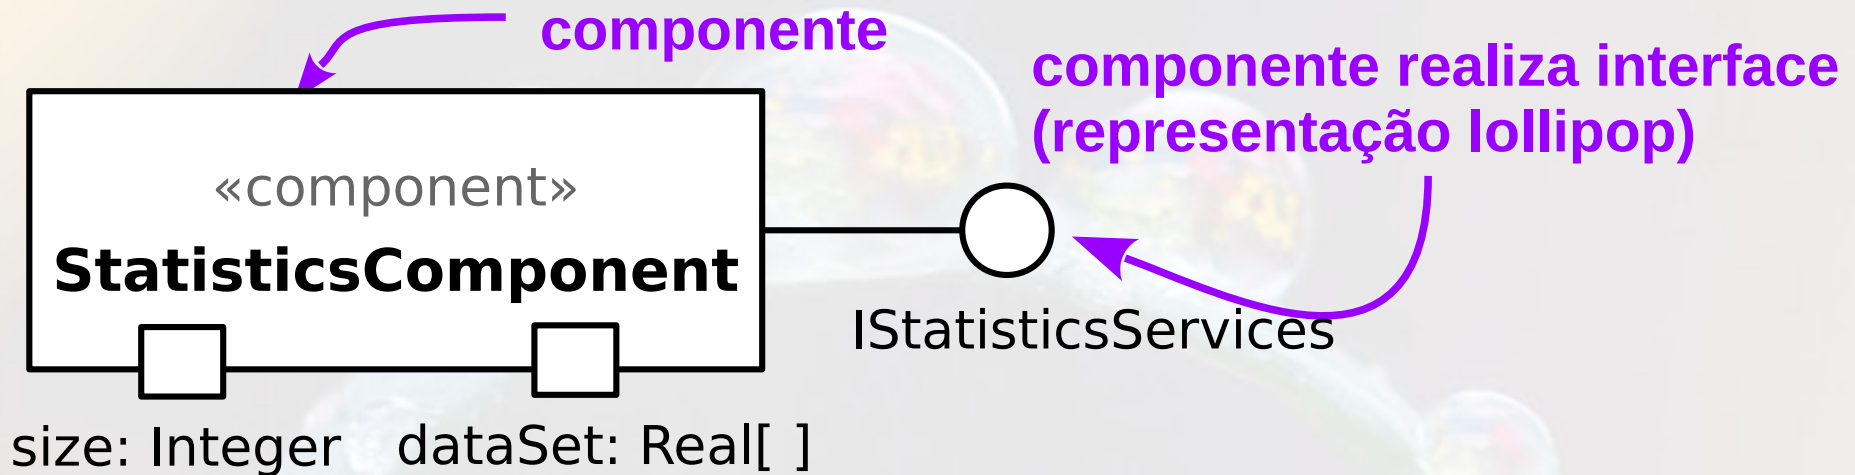 componente
componente realiza interface
(representação lollipop)
«component»
StatisticsComponent
IStatisticsServices
size: Integer
dataSet: Real[ ]